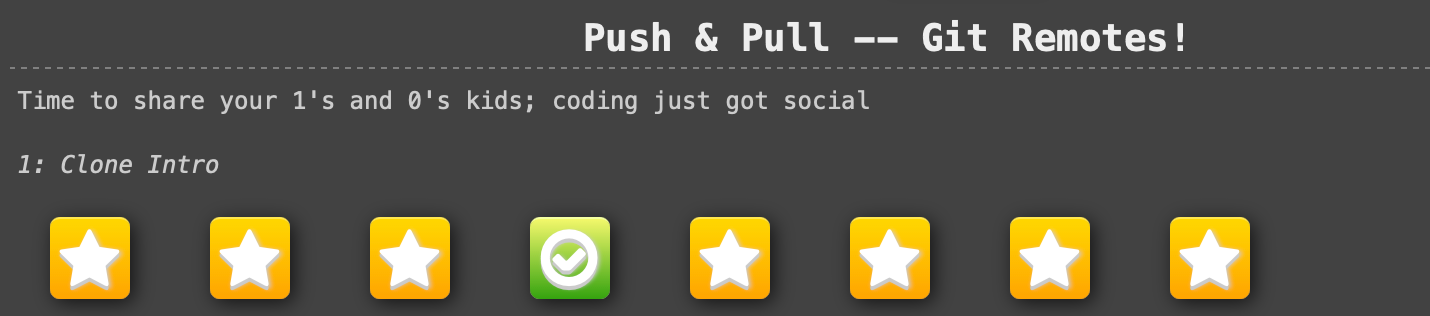 Push & Pull -- Git Remotes!
Time to share your 1's and 0's kids; coding just got social
1: Clone Intro